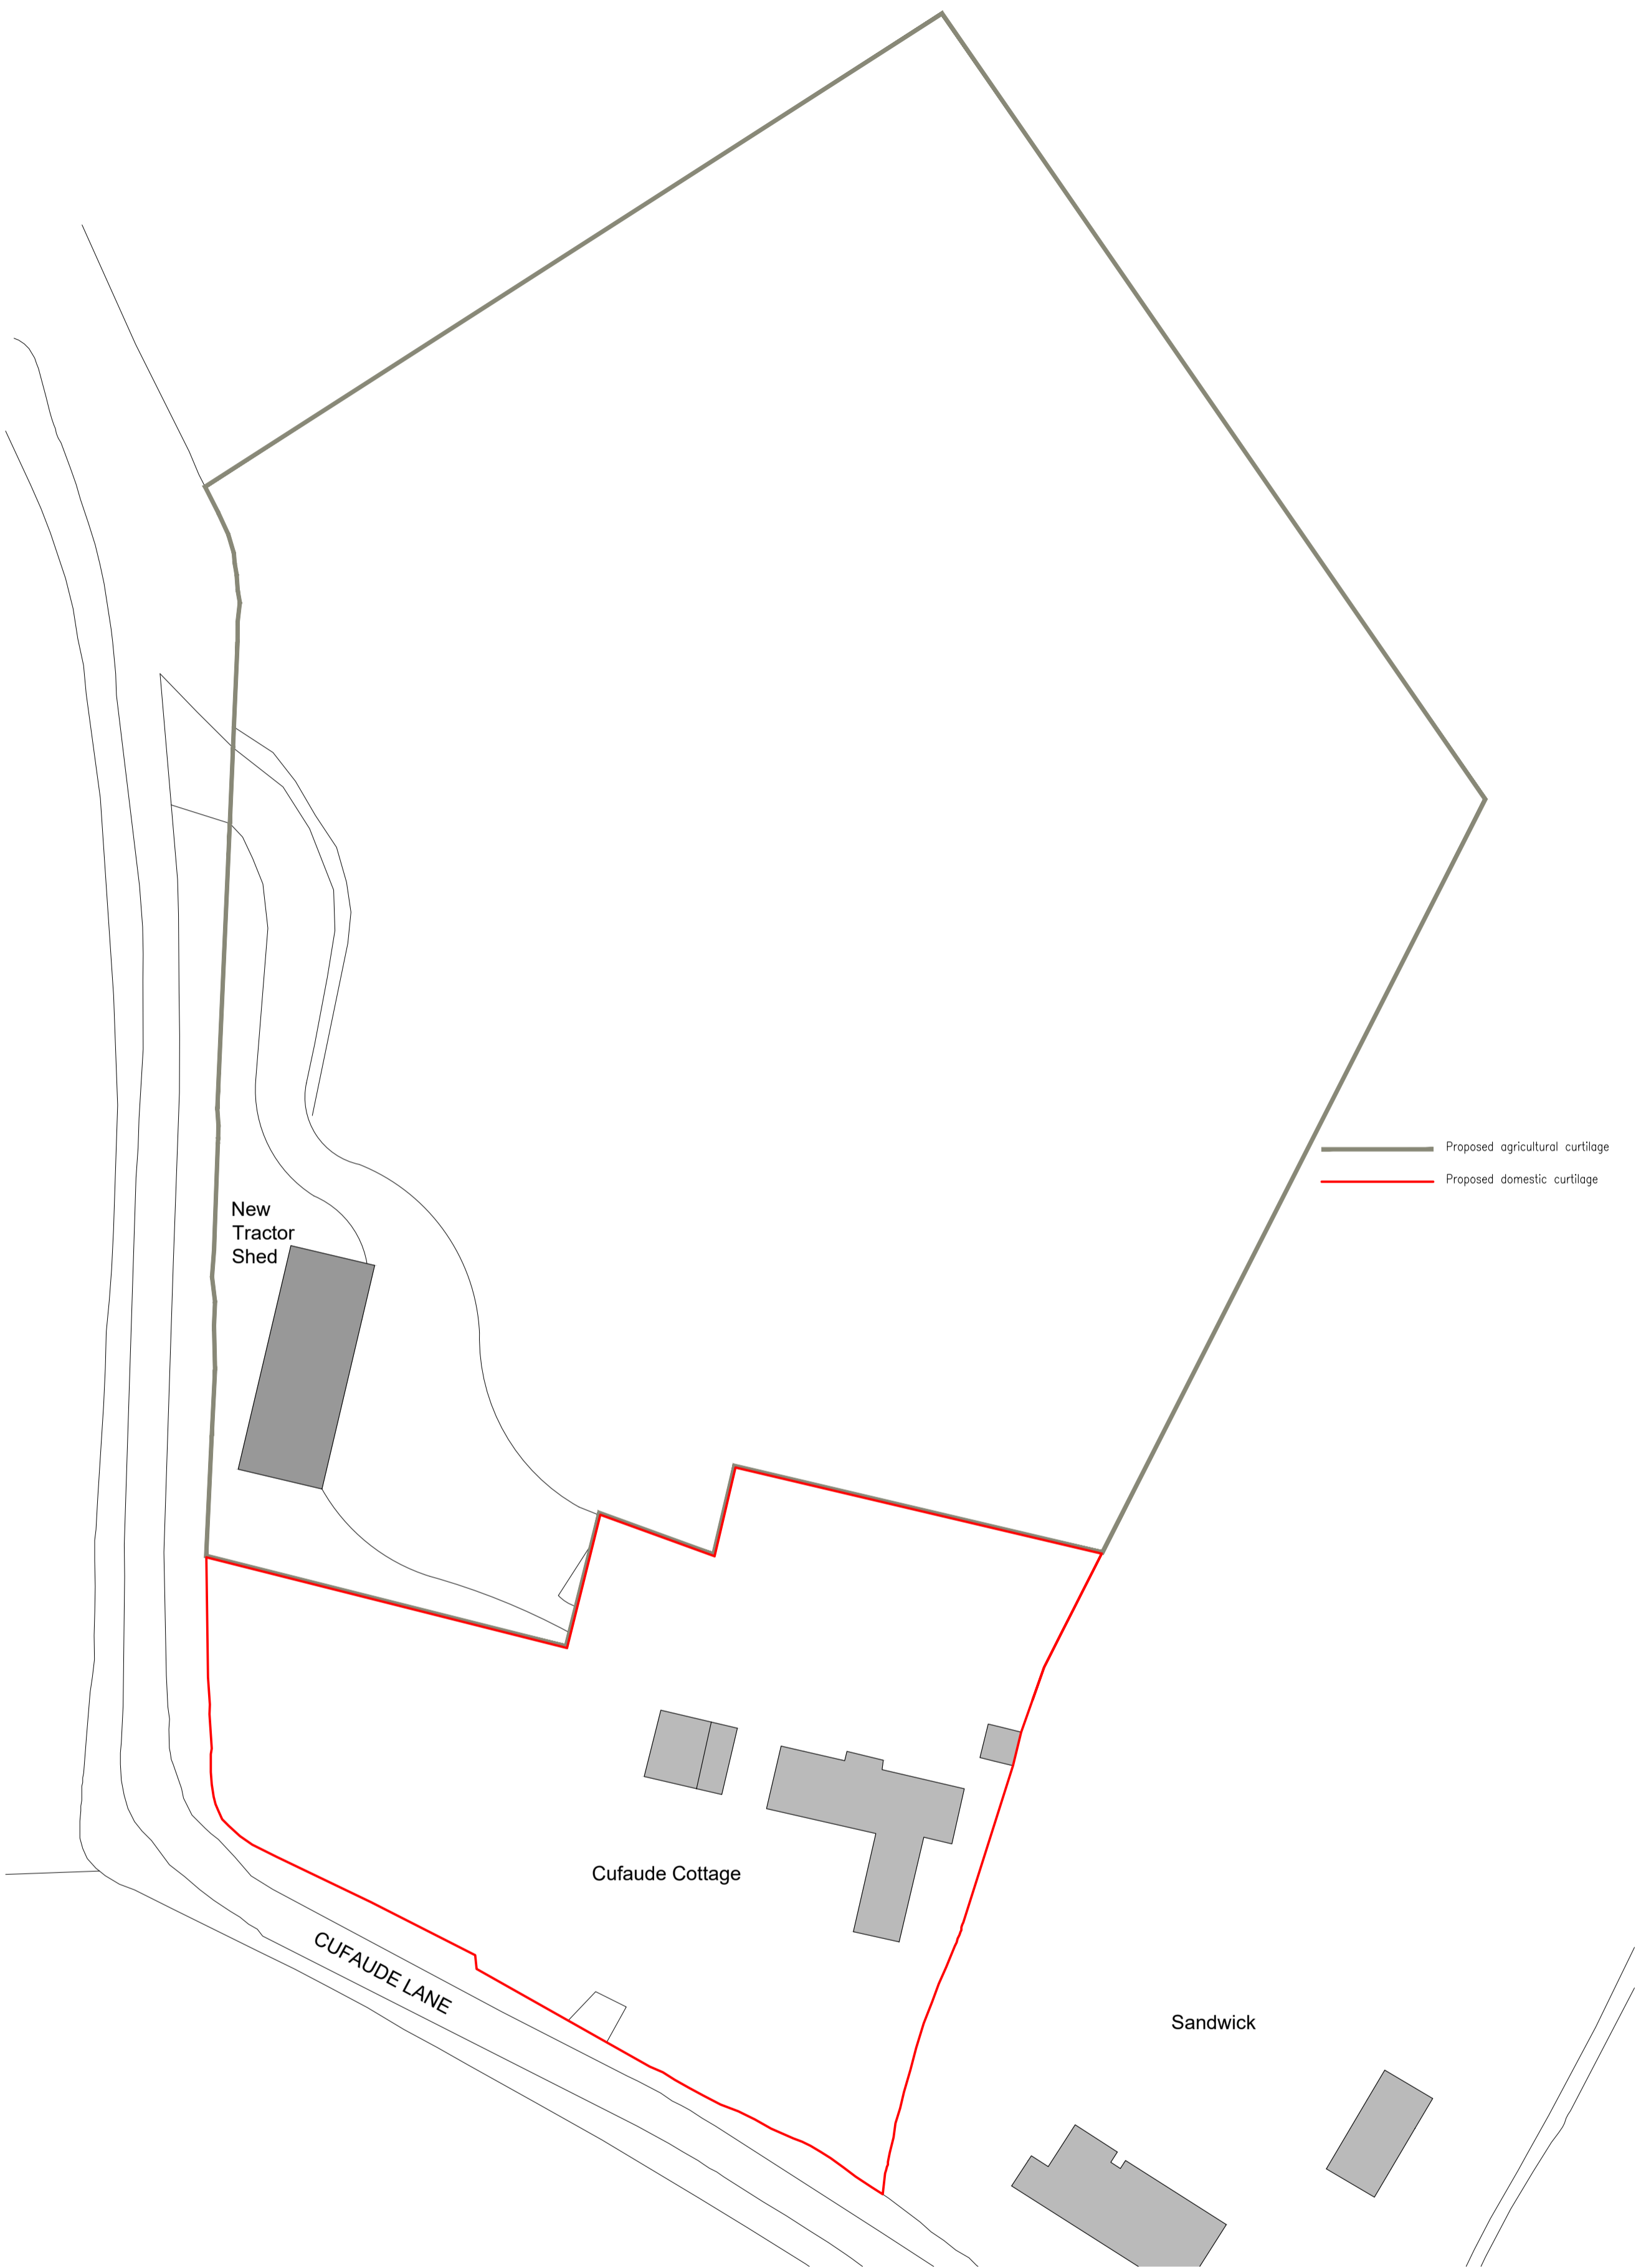 Proposed agricultural curtilage
Proposed domestic curtilage
New
Tractor
Shed
Cufaude Cottage
CUFAUDE LANE
Sandwick